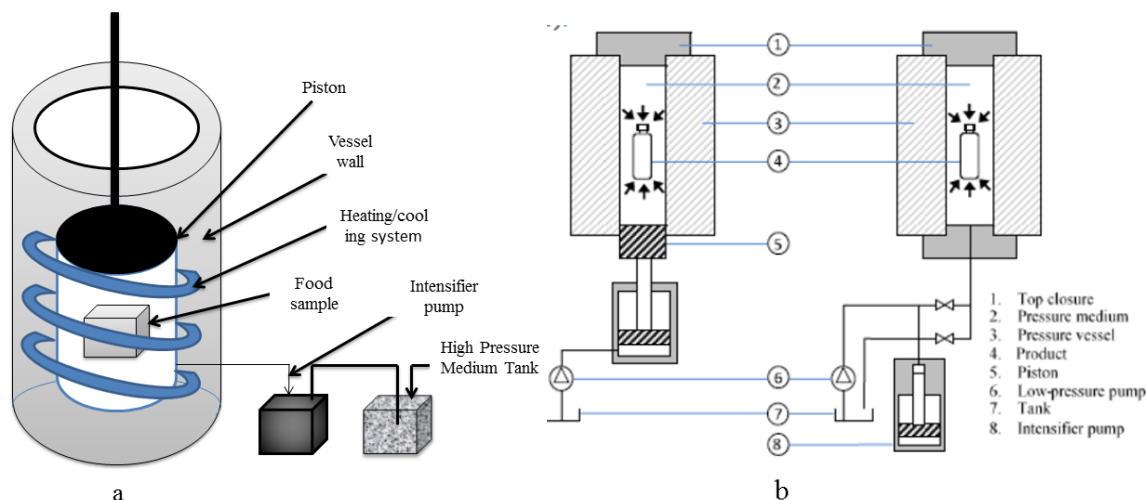 Piston
Vessel
wall
Heating/cool
ing system
Food
sample
Intensifier
pump
High Pressure
Medium Tank
a
1
2
3
4
5
6
7
8
1. Top closure
2. Pressure medium
3. Pressure vessel
4. Product
5. Piston
6. Low-pressure pump
7. Tank
8. Intensifier pump
b